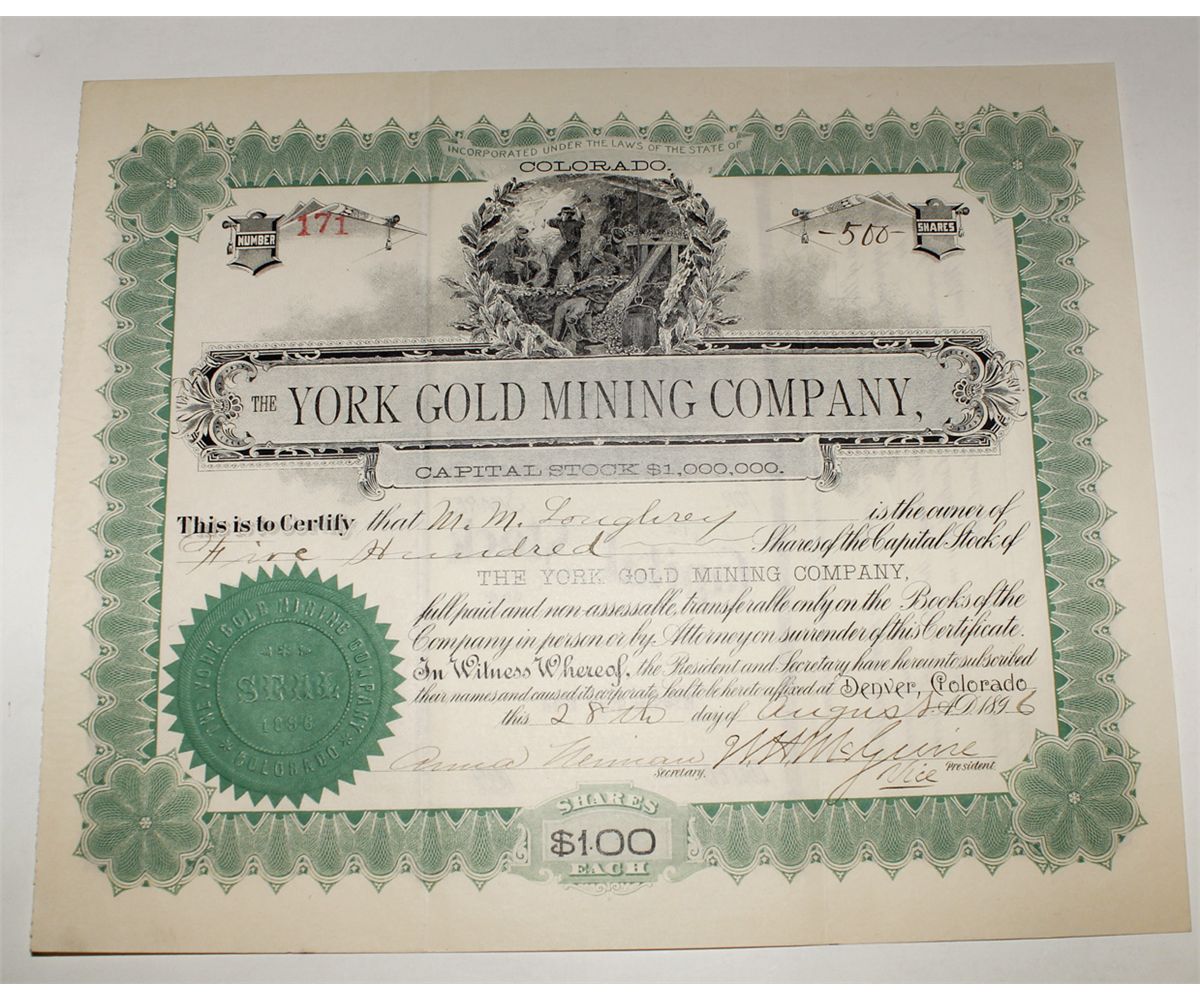 INCORPORATED UNDER THE LAWS OF THE STATE OF
COLORADO.
NUMBER 171
-500- SHARES
THE YORK GOLD MINING COMPANY,
CAPITAL STOCK $1,000,000.
This is to Certify that M. M. Loughrey is the owner of
Five Hundred Shares of the Capital Stock of
THE YORK GOLD MINING COMPANY,
full paid and non-assessable, transferable only on the Books of the
Company in person or by Attorney on surrender of this Certificate.
In Witness Whereof, the President and Secretary have hereunto subscribed
their names and caused its corporate Seal to be hereto affixed at Denver, Colorado
this 28th day of August A.D. 1896
THE YORK GOLD MINING COMPANY
SEAL
1896
COLORADO
Anna W. H. McGuire
Secretary. Vice President.
SHARES
$1.00
EACH